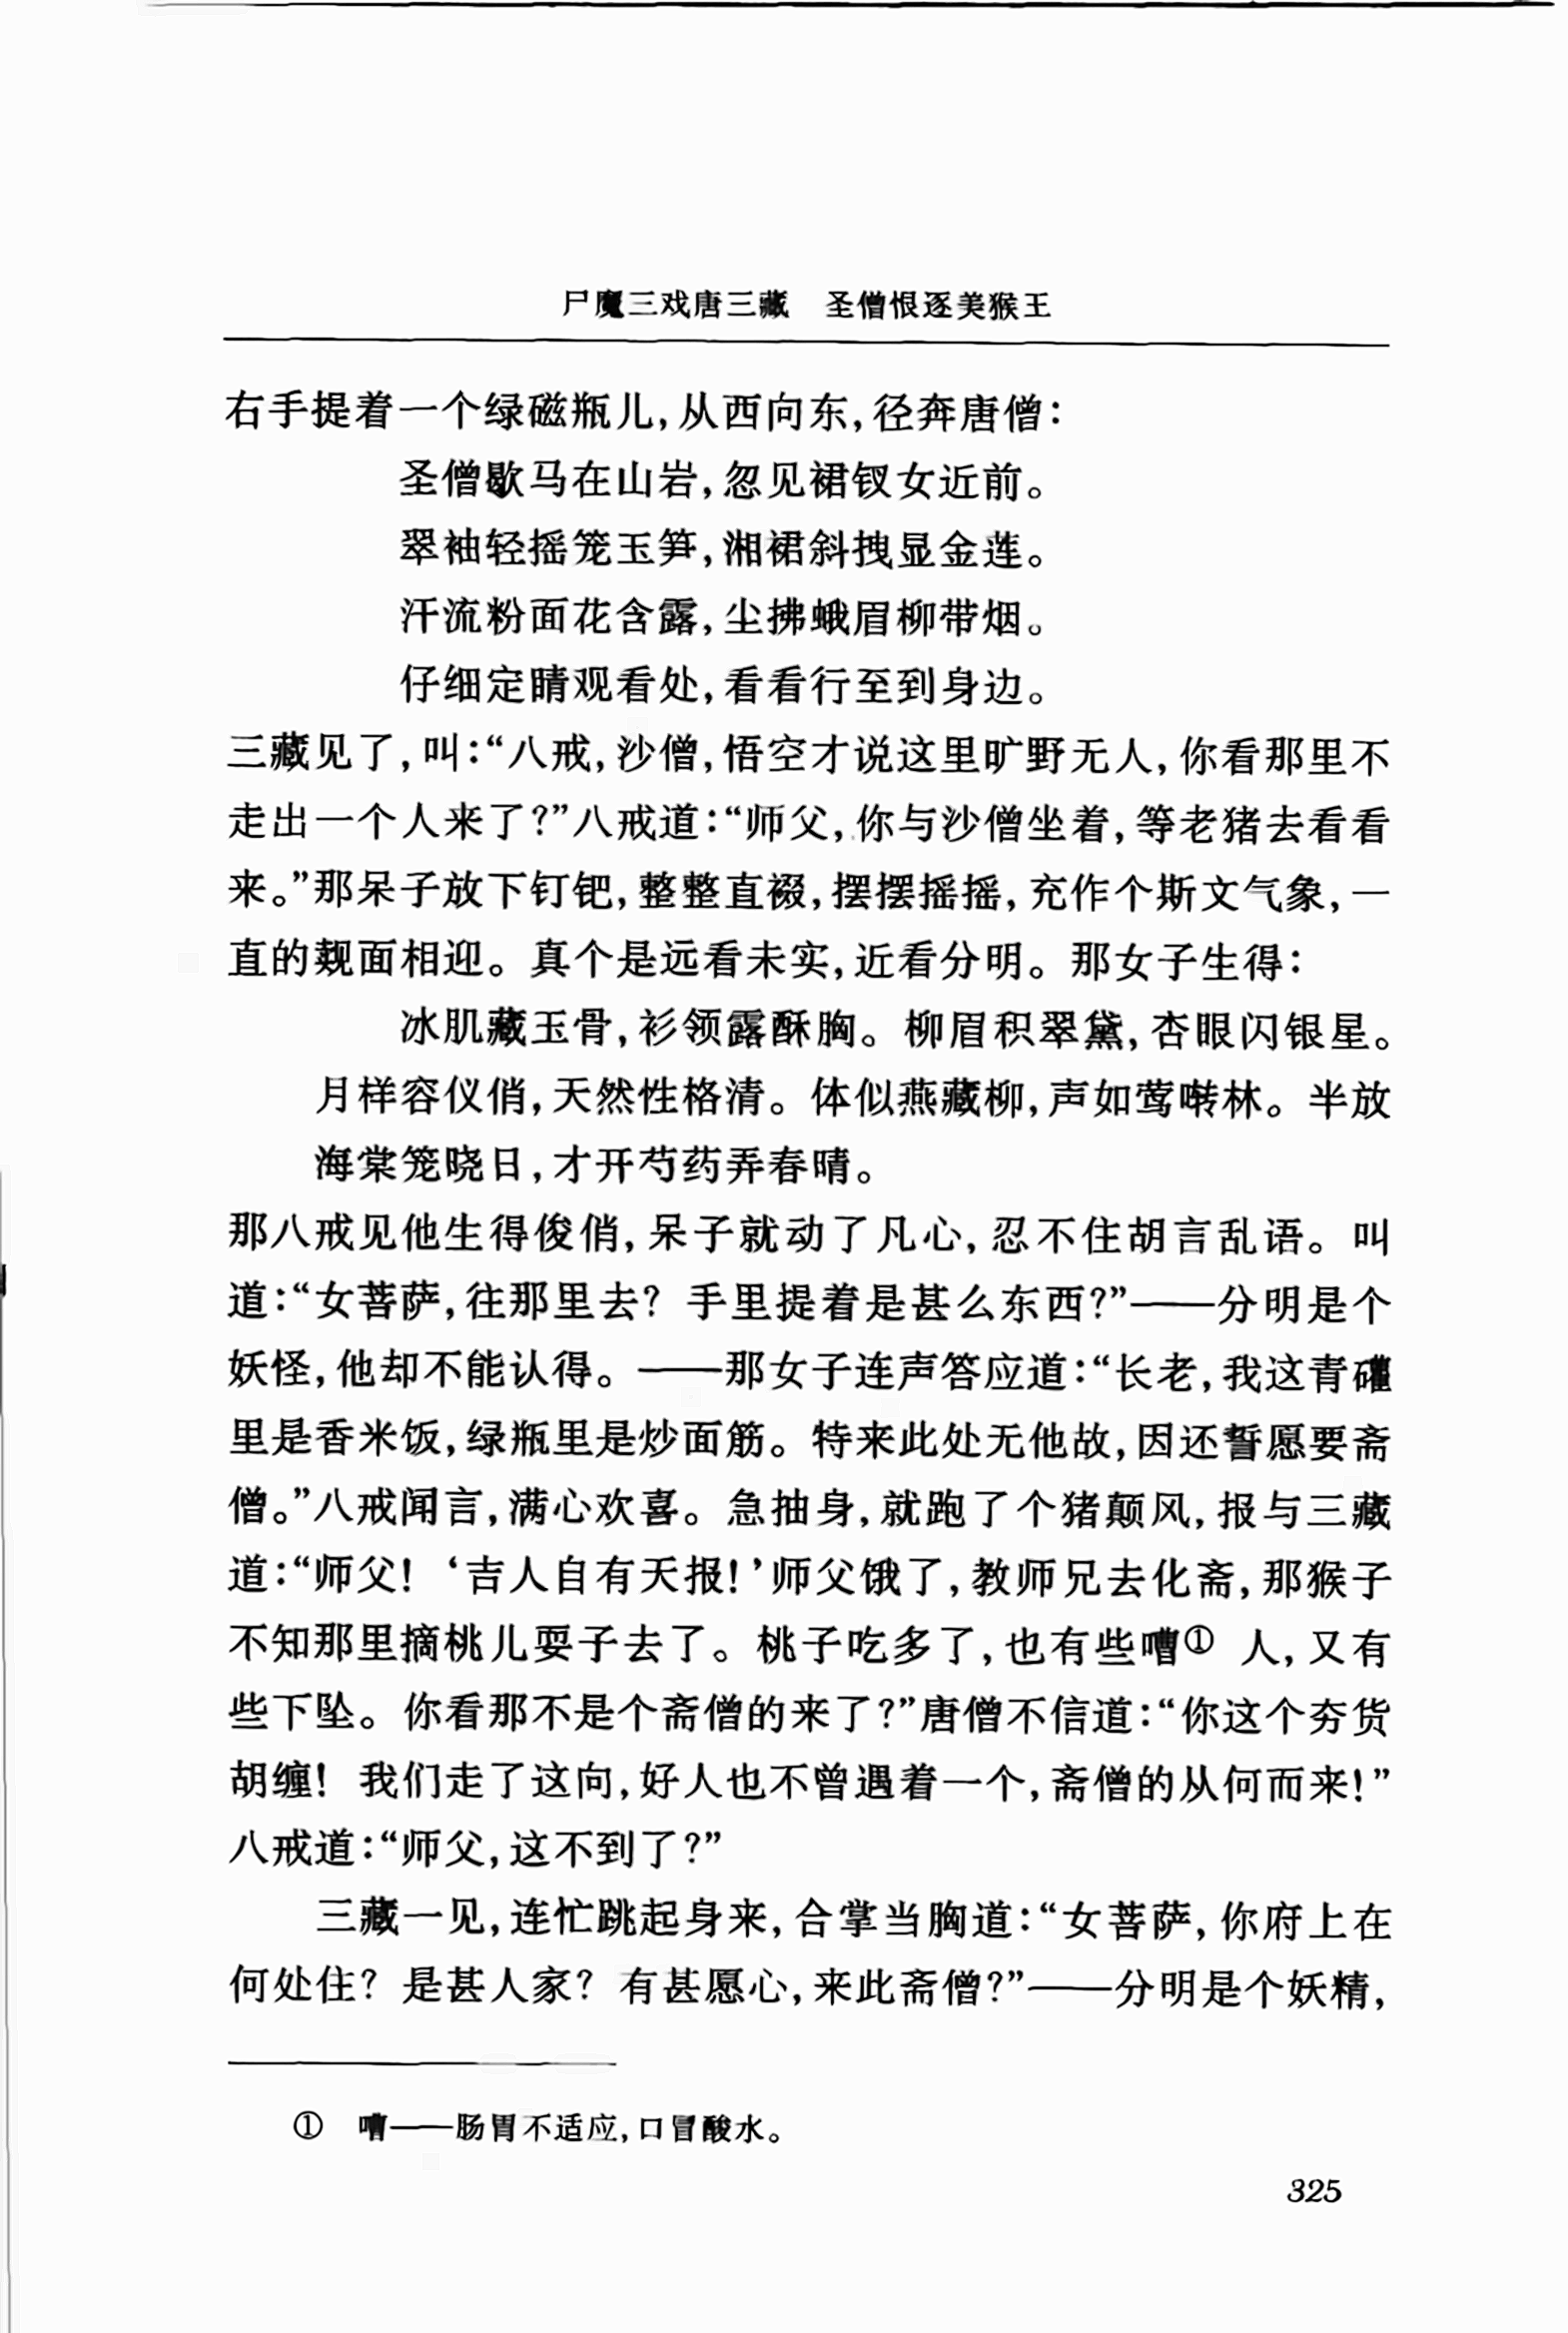 尸魔三戏唐三藏　圣僧恨逐美猴王
右手提着一个绿磁瓶儿,从西向东,径奔唐僧:
圣僧歇马在山岩,忽见裙钗女近前。
翠袖轻摇笼玉笋,湘裙斜拽显金莲。
汗流粉面花含露,尘拂蛾眉柳带烟。
仔细定睛观看处,看看行至到身边。
三藏见了,叫:“八戒,沙僧,悟空才说这里旷野无人,你看那里不
走出一个人来了?”八戒道:“师父,你与沙僧坐着,等老猪去看看
来。”那呆子放下钉钯,整整直裰,摆摆摇摇,充作个斯文气象,一
直的觌面相迎。真个是远看未实,近看分明。那女子生得:
冰肌藏玉骨,衫领露酥胸。柳眉积翠黛,杏眼闪银星。
月样容仪俏,天然性格清。体似燕藏柳,声如莺啭林。半放
海棠笼晓日,才开芍药弄春晴。
那八戒见他生得俊俏,呆子就动了凡心,忍不住胡言乱语。叫
道:“女菩萨,往那里去? 手里提着是甚么东西?”——分明是个
妖怪,他却不能认得。——那女子连声答应道:“长老,我这青礶
里是香米饭,绿瓶里是炒面筋。特来此处无他故,因还誓愿要斋
僧。”八戒闻言,满心欢喜。急抽身,就跑了个猪颠风,报与三藏
道:“师父! ‘吉人自有天报!’师父饿了,教师兄去化斋,那猴子
不知那里摘桃儿耍子去了。桃子吃多了,也有些嘈① 人,又有
些下坠。你看那不是个斋僧的来了?”唐僧不信道:“你这个夯货
胡缠! 我们走了这向,好人也不曾遇着一个,斋僧的从何而来!”
八戒道:“师父,这不到了?”
三藏一见,连忙跳起身来,合掌当胸道:“女菩萨,你府上在
何处住? 是甚人家? 有甚愿心,来此斋僧?”——分明是个妖精,
①　嘈——肠胃不适应,口冒酸水。
325